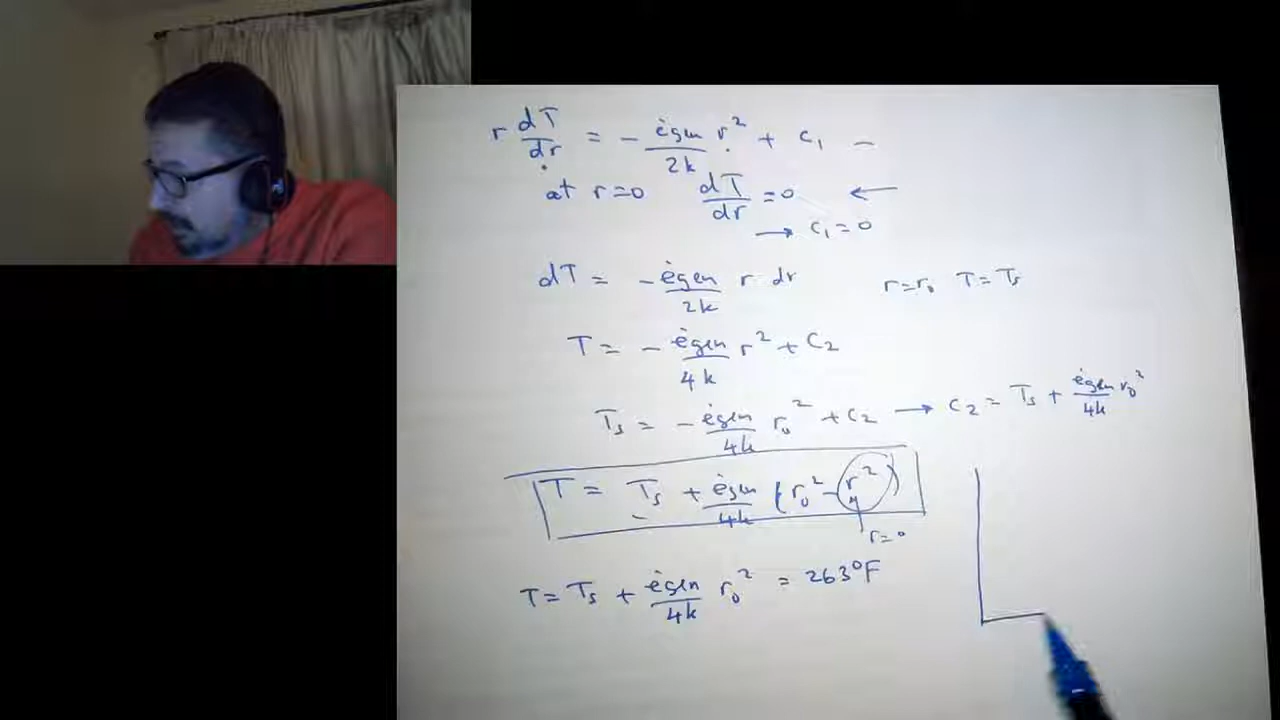 r dT/dr = - ėgen/2k r² + C₁ -
at r=0 dT/dr = 0 ←
→ C₁ = 0
dT = - ėgen/2k r dr r=r₀ T=Ts
T = - ėgen/4k r² + C₂
Ts = - ėgen/4k r₀² + C₂ → C₂ = Ts + ėgen/4k r₀²
T = Ts + ėgen/4k (r₀² - r²)
r=0
T = Ts + ėgen/4k r₀² = 263°F